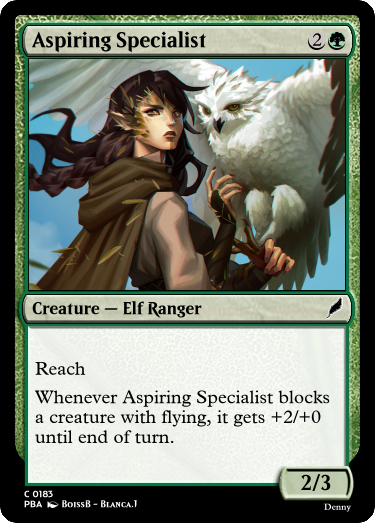 Aspiring Specialist 2
Creature — Elf Ranger
Reach
Whenever Aspiring Specialist blocks
a creature with flying, it gets +2/+0
until end of turn.
2/3
C 0183
PBA BoissB - Blanca.J
Denny